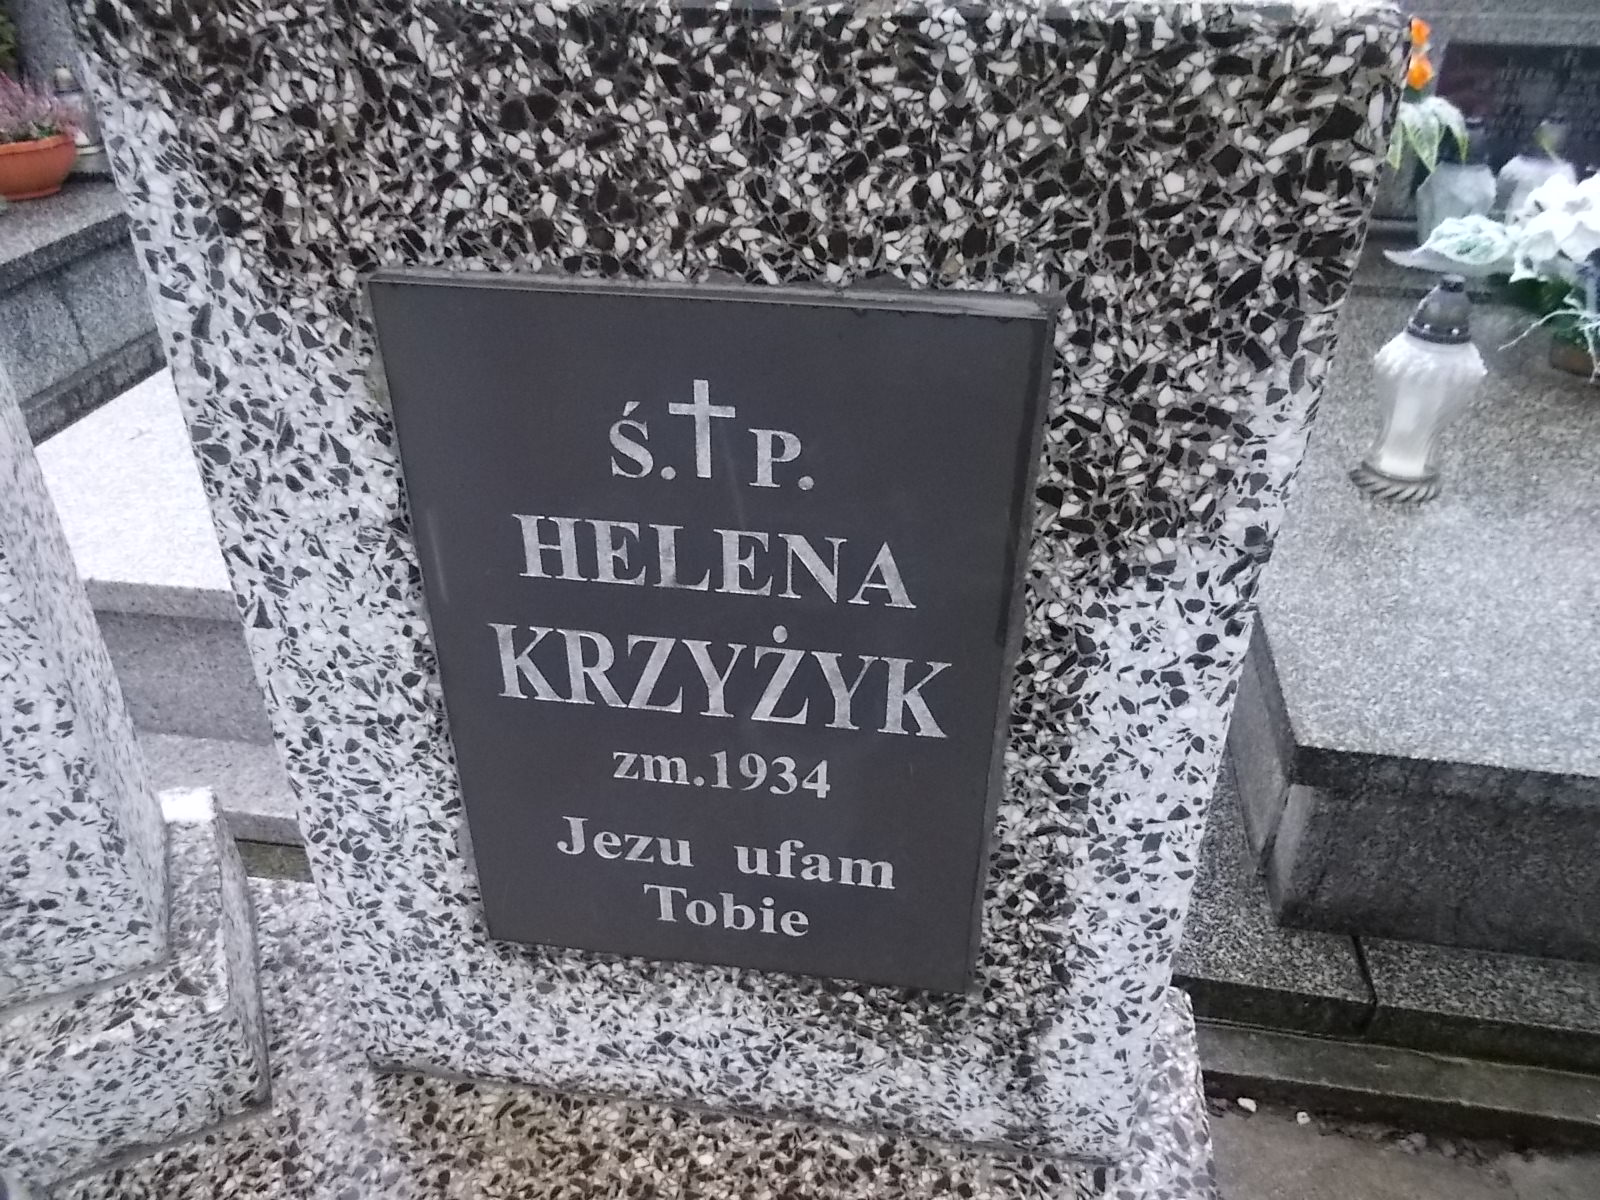 Ś.†P.
HELENA
KRZYŻYK
zm.1934
Jezu ufam
Tobie